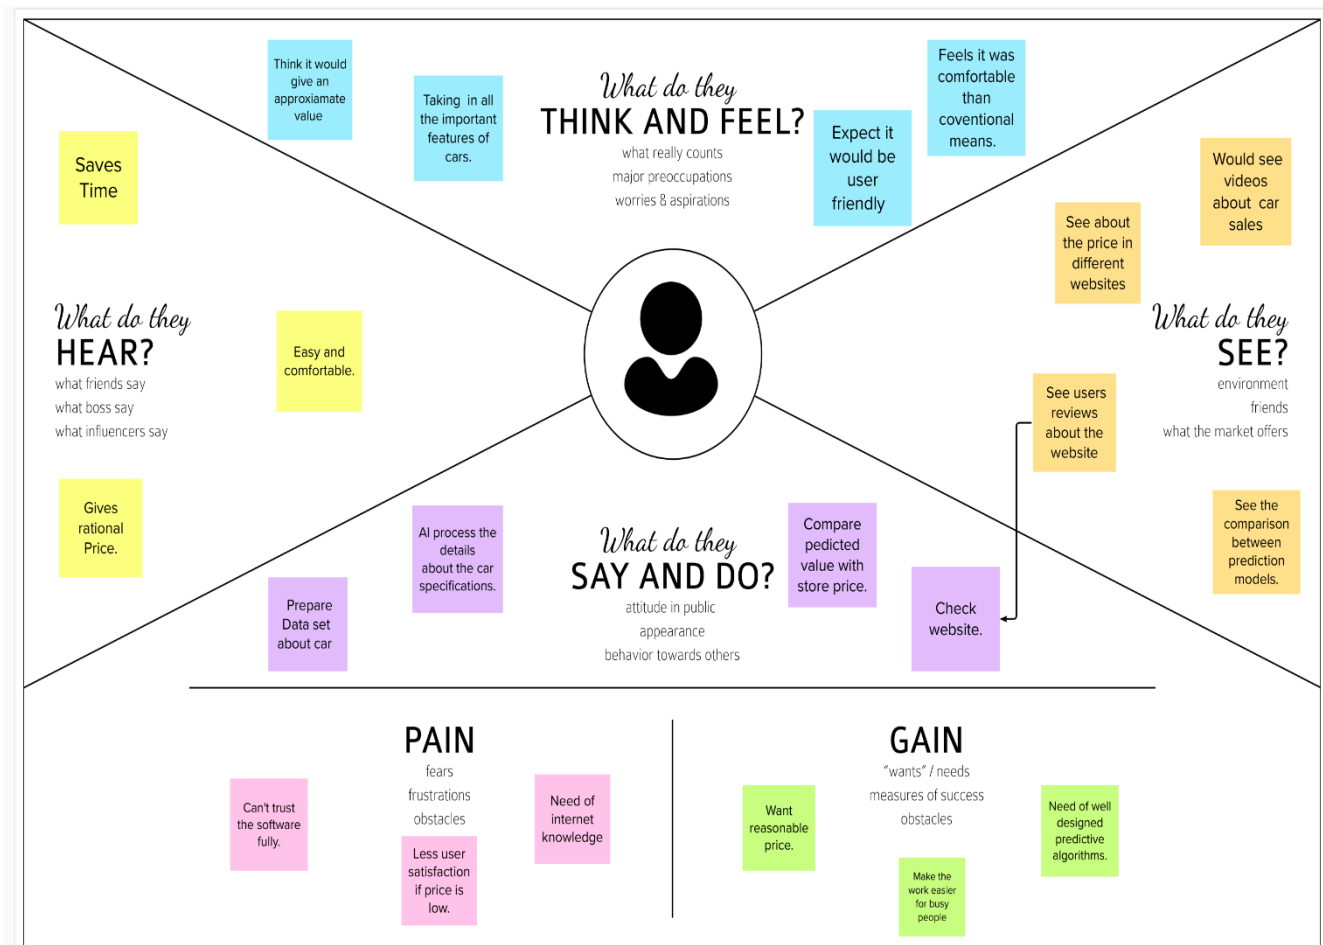 Think it would
give an
approxiamate
value
Taking in all
the important
features of
cars.
What do they
THINK AND FEEL?
what really counts
major preoccupations
worries & aspirations
Expect it
would be
user
friendly
Feels it was
comfortable
than
coventional
means.
Saves
Time
What do they
HEAR?
what friends say
what boss say
what influencers say
Easy and
comfortable.
Gives
rational
Price.
Would see
videos
about car
sales
See about
the price in
different
websites
What do they
SEE?
environment
friends
what the market offers
See users
reviews
about the
website
See the
comparison
between
prediction
models.
Prepare
Data set
about car
AI process the
details
about the car
specifications.
What do they
SAY AND DO?
attitude in public
appearance
behavior towards others
Compare
pedicted
value with
store price.
Check
website.
PAIN
fears
frustrations
obstacles
Can't trust
the software
fully.
Less user
satisfaction
if price is
low.
Need of
internet
knowledge
GAIN
"wants" / needs
measures of success
obstacles
Want
reasonable
price.
Make the
work easier
for busy
people
Need of well
designed
predictive
algorithms.